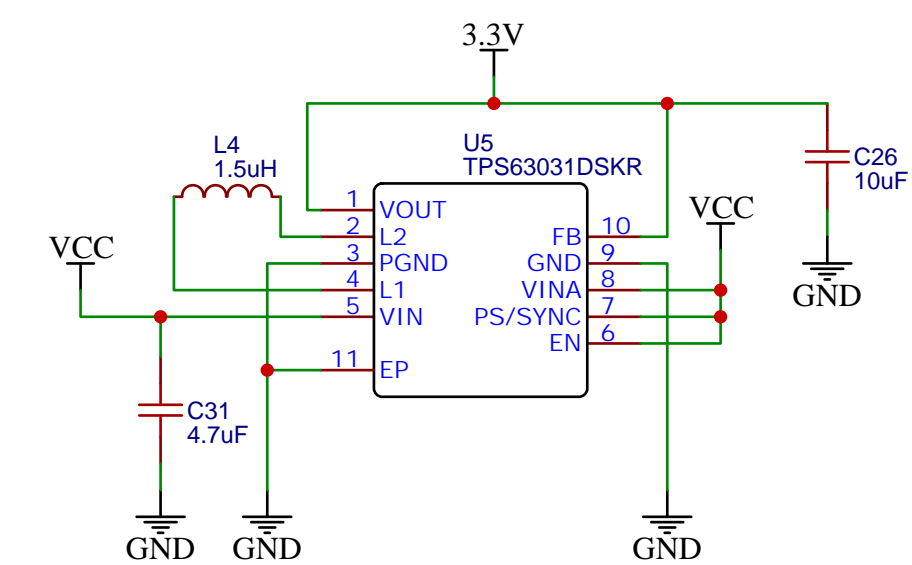 3.3V
U5
TPS63031DSKR
L4
1.5uH
C26
10uF
VCC
VCC
GND
1
VOUT
2
L2
3
PGND
4
L1
5
VIN
11
EP
FB
10
GND
9
VINA
8
PS/SYNC
7
EN
6
C31
4.7uF
GND
GND
GND